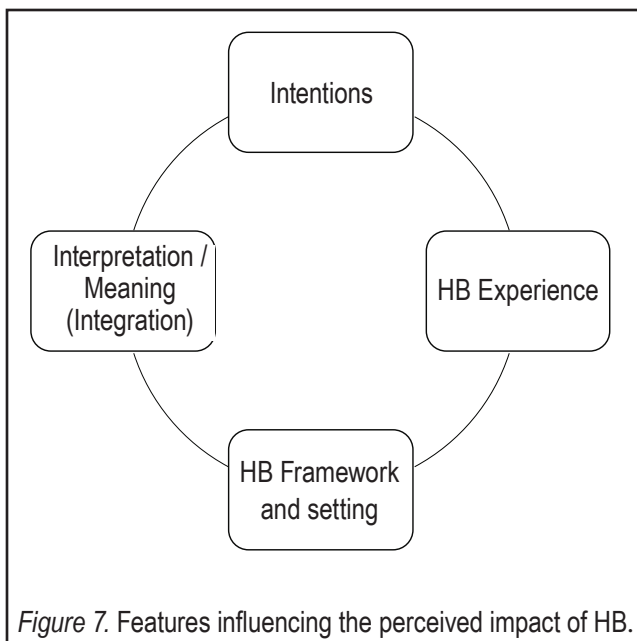 Intentions
Interpretation /
Meaning
(Integration)
HB Experience
HB Framework
and setting
Figure 7. Features influencing the perceived impact of HB.